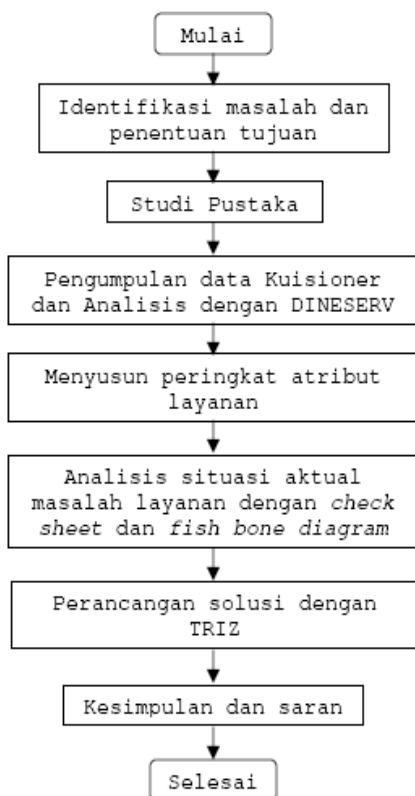 Mulai
Identifikasi masalah dan
penentuan tujuan
Studi Pustaka
Pengumpulan data Kuisioner
dan Analisis dengan DINESERV
Menyusun peringkat atribut
layanan
Analisis situasi aktual
masalah layanan dengan check
sheet dan fish bone diagram
Perancangan solusi dengan
TRIZ
Kesimpulan dan saran
Selesai